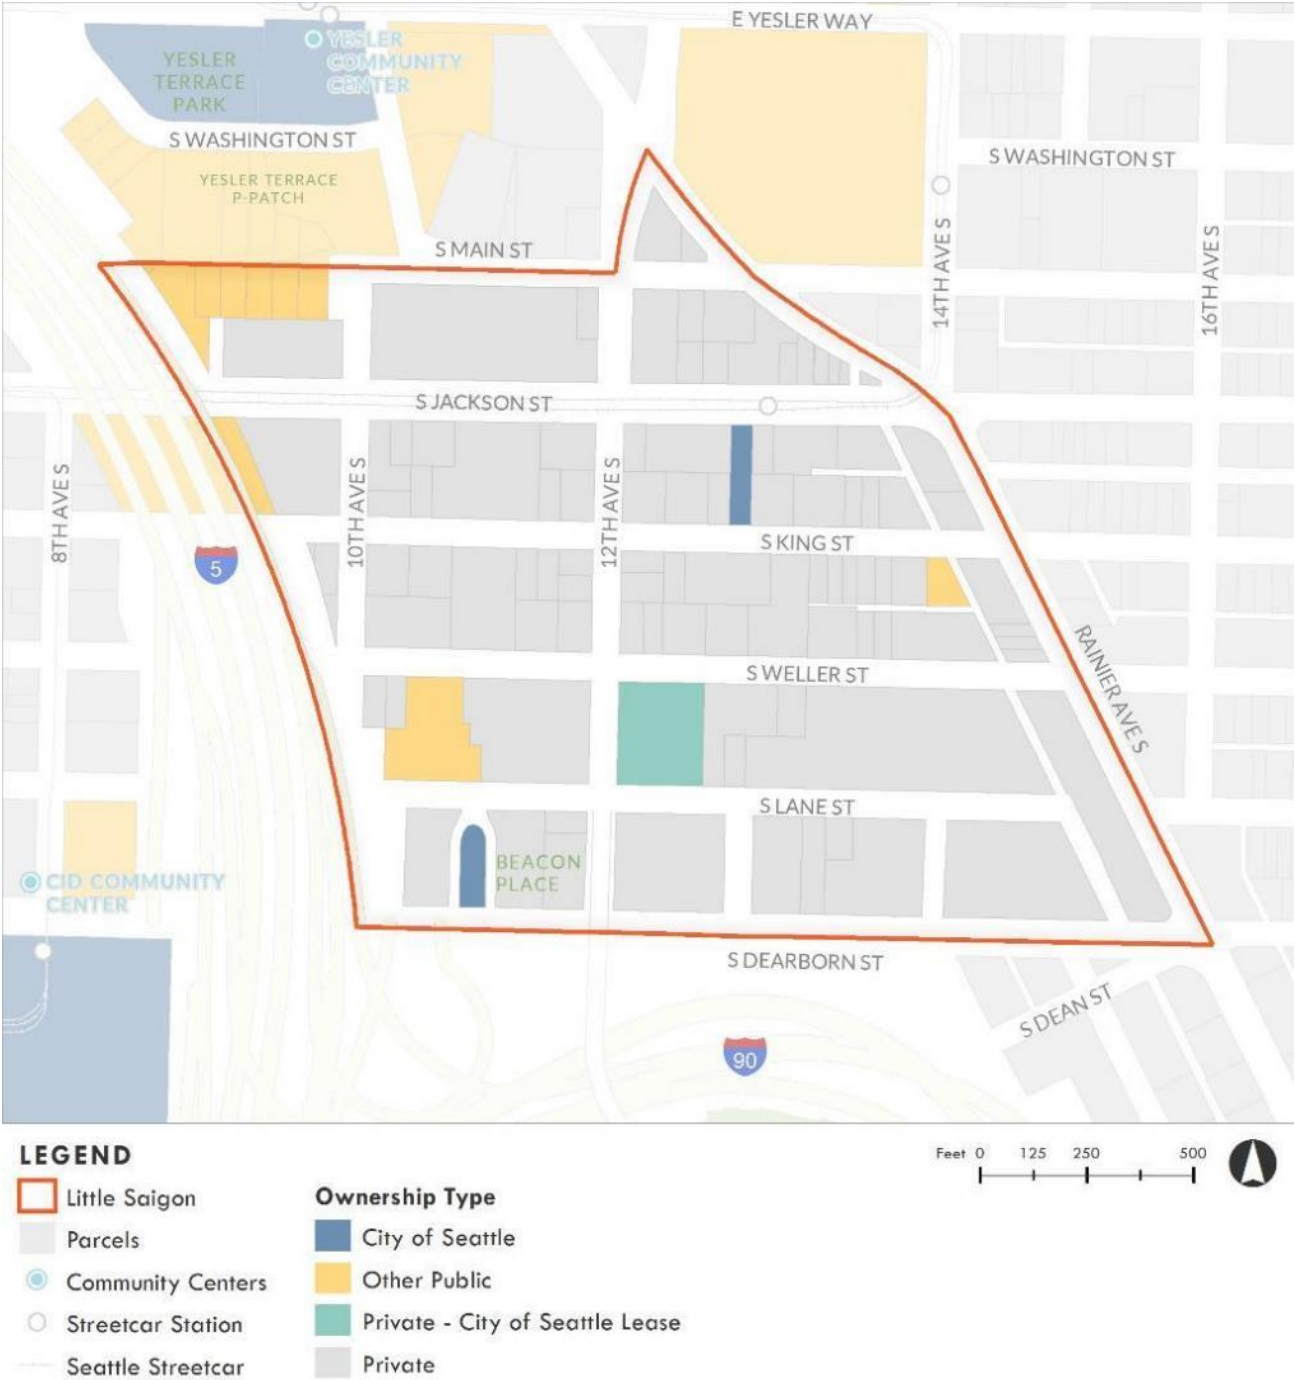 E YESLER WAY
YESLER
COMMUNITY
CENTER
YESLER
TERRACE
PARK
S WASHINGTON ST
S WASHINGTON ST
YESLER TERRACE
P-PATCH
S MAIN ST
14TH AVE S
16TH AVE S
S JACKSON ST
8TH AVE S
10TH AVE S
12TH AVE S
S KING ST
5
RAINIER AVE S
S WELLER ST
S LANE ST
BEACON
PLACE
CID COMMUNITY
CENTER
S DEARBORN ST
S DEAN ST
90
LEGEND
Little Saigon
Parcels
Community Centers
Streetcar Station
Seattle Streetcar
Ownership Type
City of Seattle
Other Public
Private - City of Seattle Lease
Private
Feet 0 125 250 500